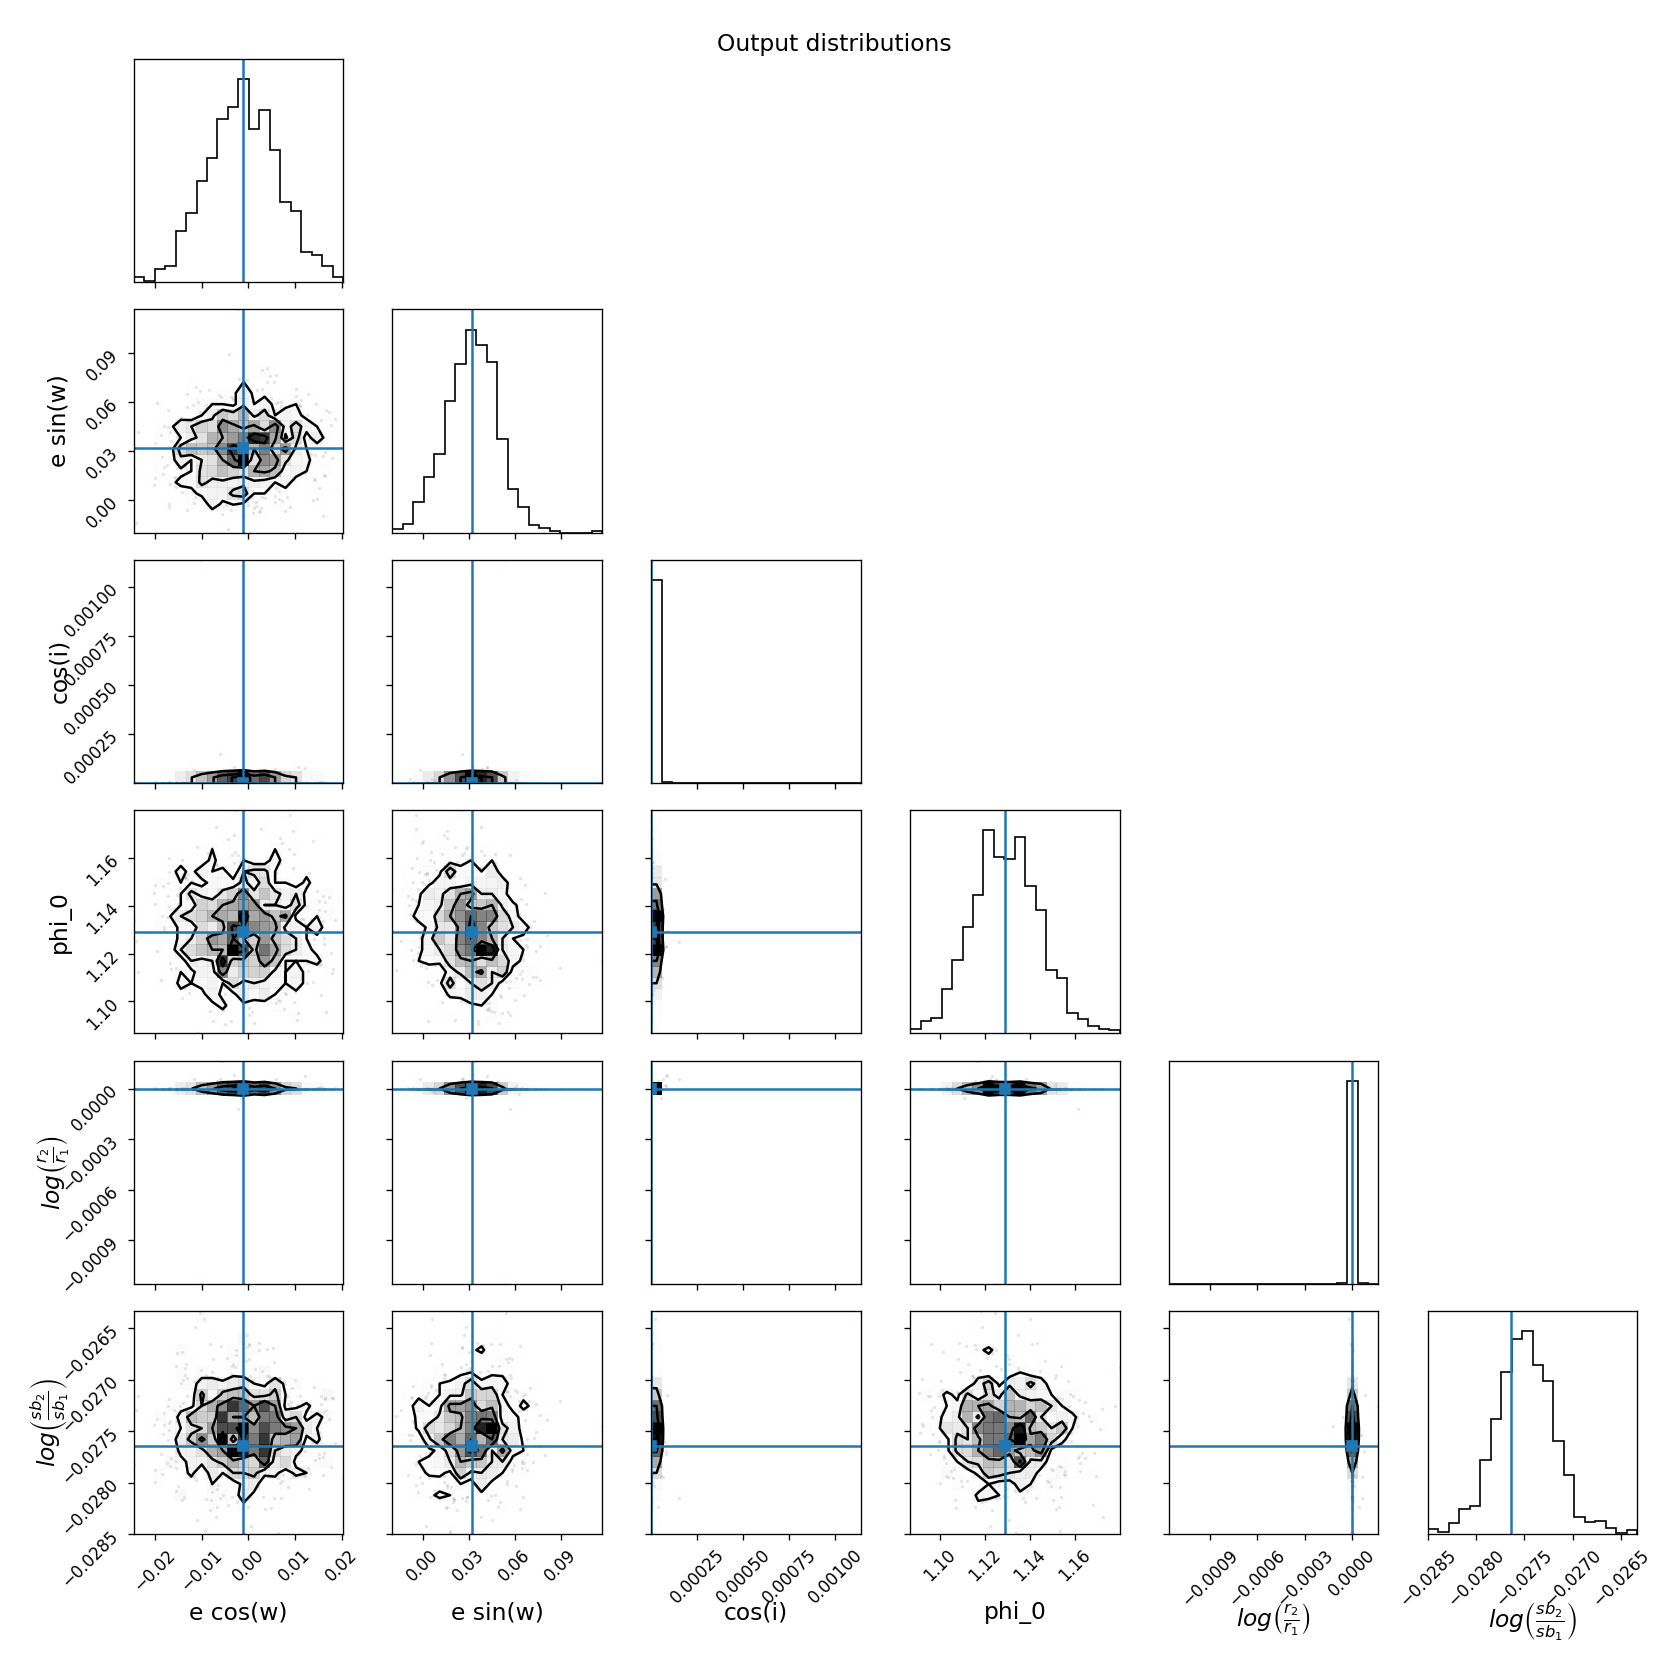 Output distributions
e sin(w)
0.09
0.06
0.03
0.00
cos(i)
0.00100
0.00075
0.00050
0.00025
phi_0
1.16
1.14
1.12
1.10
log(r₂/r₁)
0.0000
−0.0003
−0.0006
−0.0009
log(sb₂/sb₁)
−0.0265
−0.0270
−0.0275
−0.0280
−0.0285
−0.02 −0.01 0.00 0.01 0.02
e cos(w)
0.00 0.03 0.06 0.09
e sin(w)
0.00025 0.00050 0.00075 0.00100
cos(i)
1.10 1.12 1.14 1.16
phi_0
−0.0009 −0.0006 −0.0003 0.0000
log(r₂/r₁)
−0.0285 −0.0280 −0.0275 −0.0270 −0.0265
log(sb₂/sb₁)